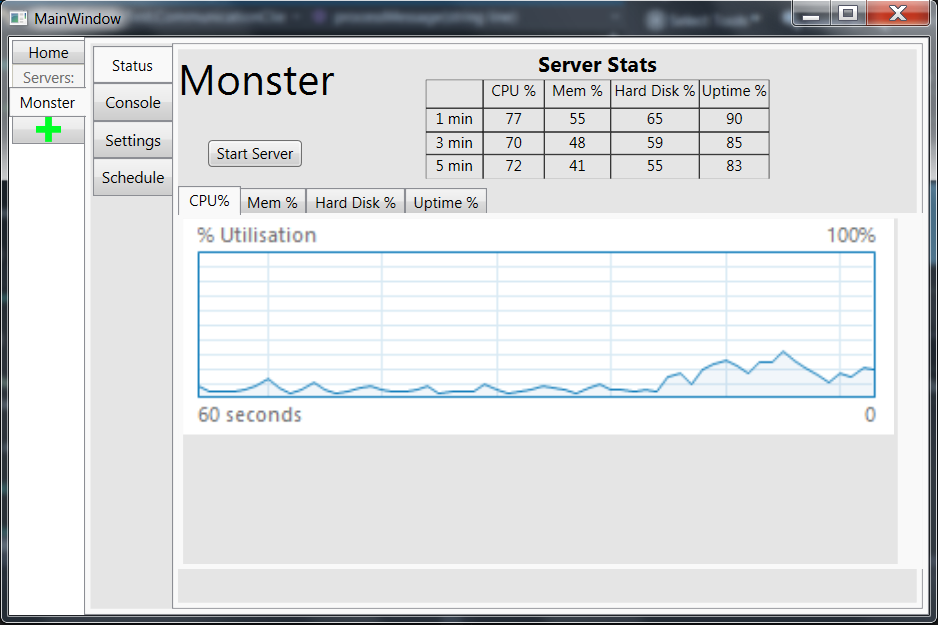 MainWindow
Home
Servers:
Monster
Status
Console
Settings
Schedule
Monster
Start Server
Server Stats
CPU % Mem % Hard Disk % Uptime %
1 min 77 55 65 90
3 min 70 48 59 85
5 min 72 41 55 83
CPU% Mem % Hard Disk % Uptime %
% Utilisation 100%
60 seconds 0